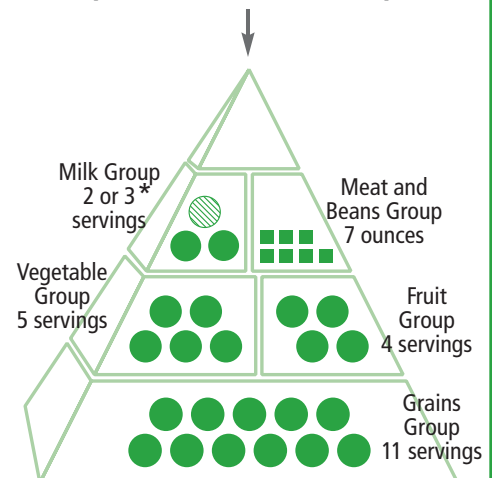 Milk Group
2 or 3*
servings
Meat and
Beans Group
7 ounces
Vegetable
Group
5 servings
Fruit
Group
4 servings
Grains
Group
11 servings